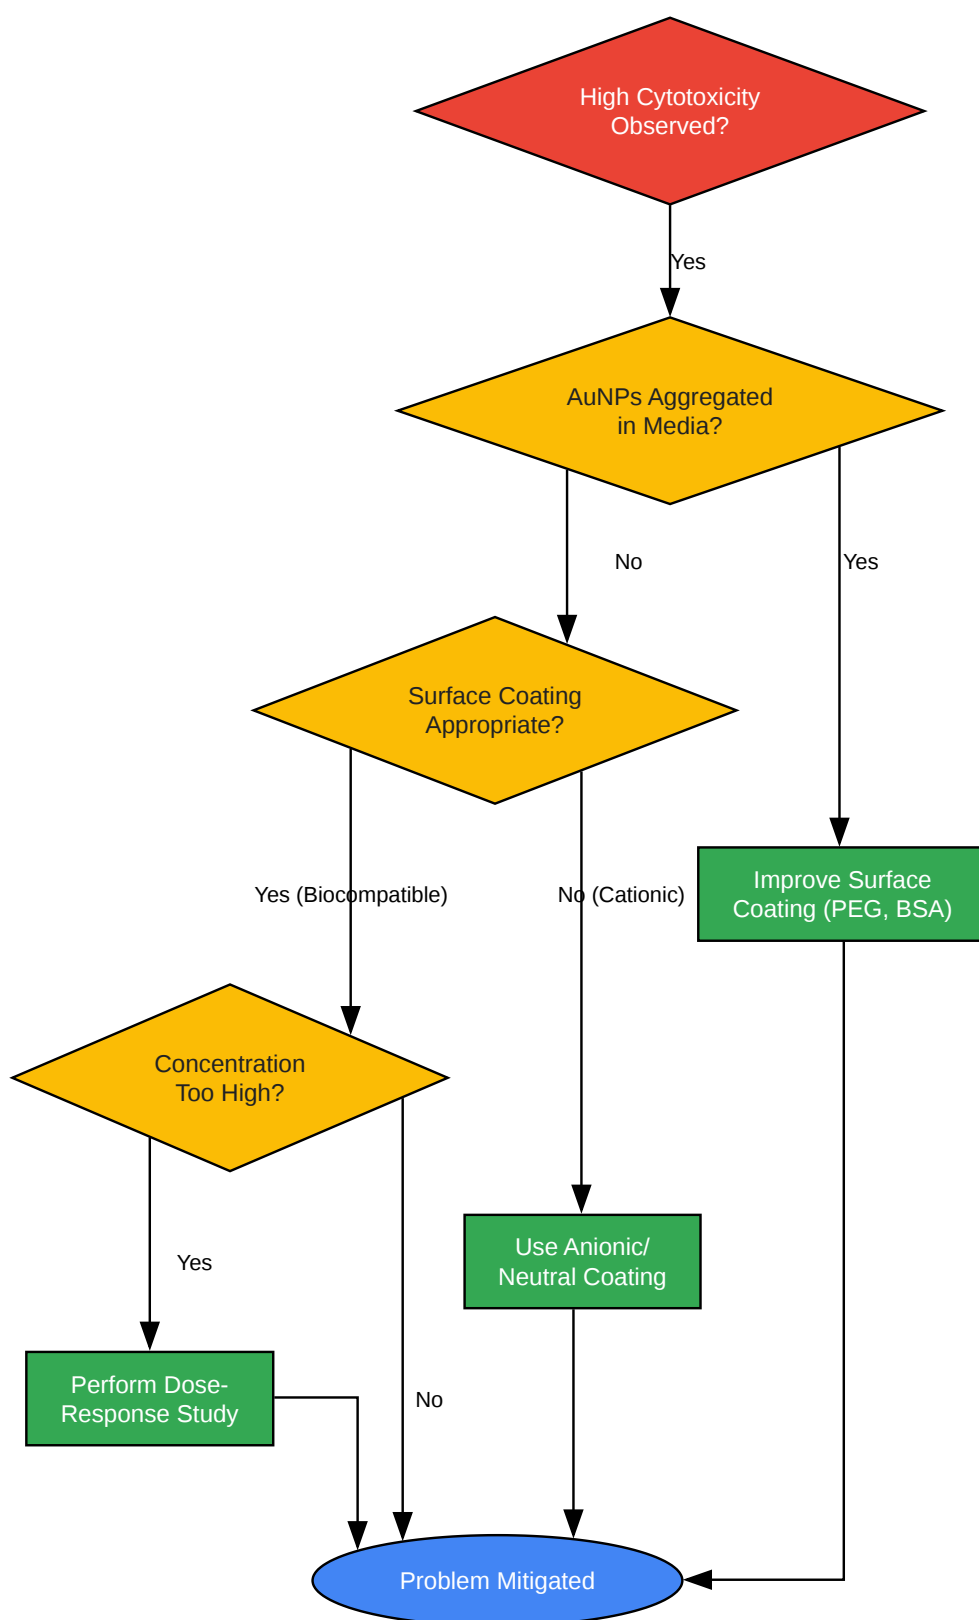 High Cytotoxicity
Observed?
Yes
AuNPs Aggregated
in Media?
No
Yes
Surface Coating
Appropriate?
Yes (Biocompatible)
No (Cationic)
Improve Surface
Coating (PEG, BSA)
Concentration
Too High?
Use Anionic/
Neutral Coating
Yes
Perform Dose-
Response Study
No
Problem Mitigated